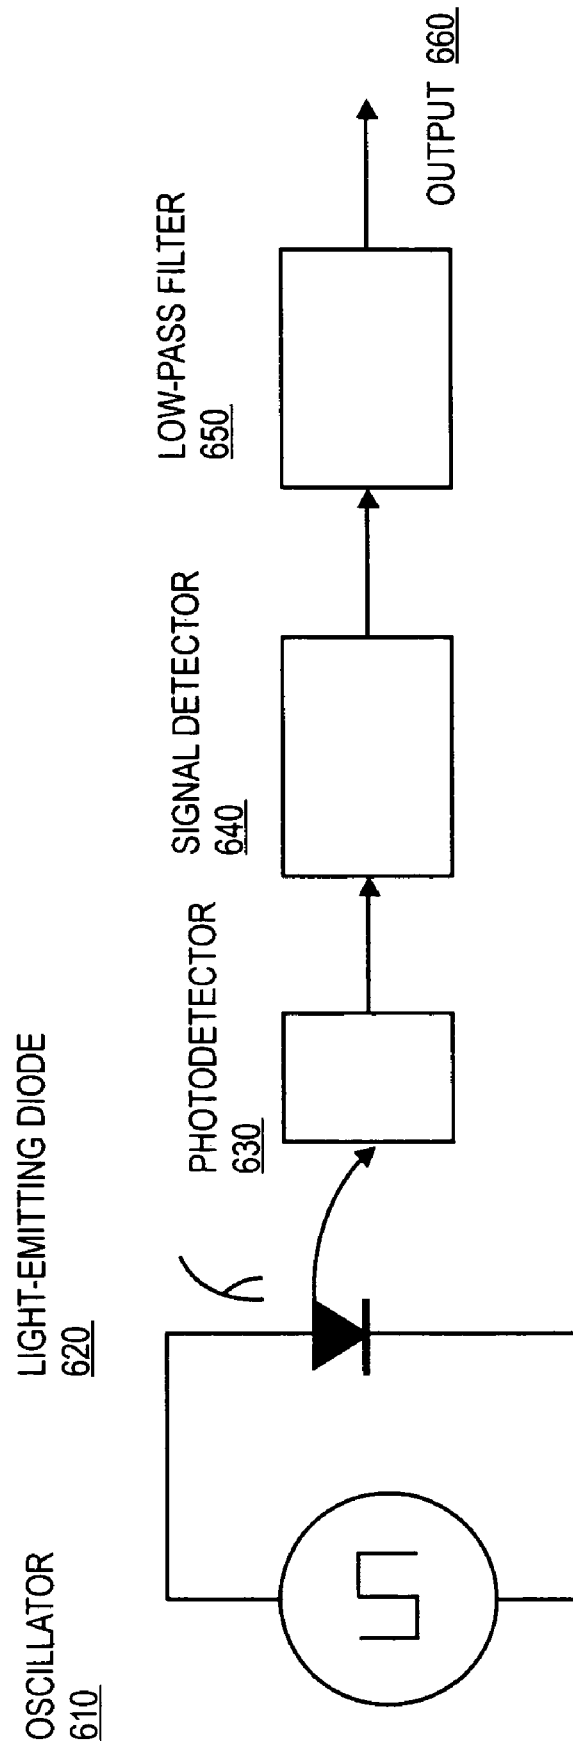 OSCILLATOR
610
LIGHT-EMITTING DIODE
620
PHOTODETECTOR
630
SIGNAL DETECTOR
640
LOW-PASS FILTER
650
OUTPUT 660